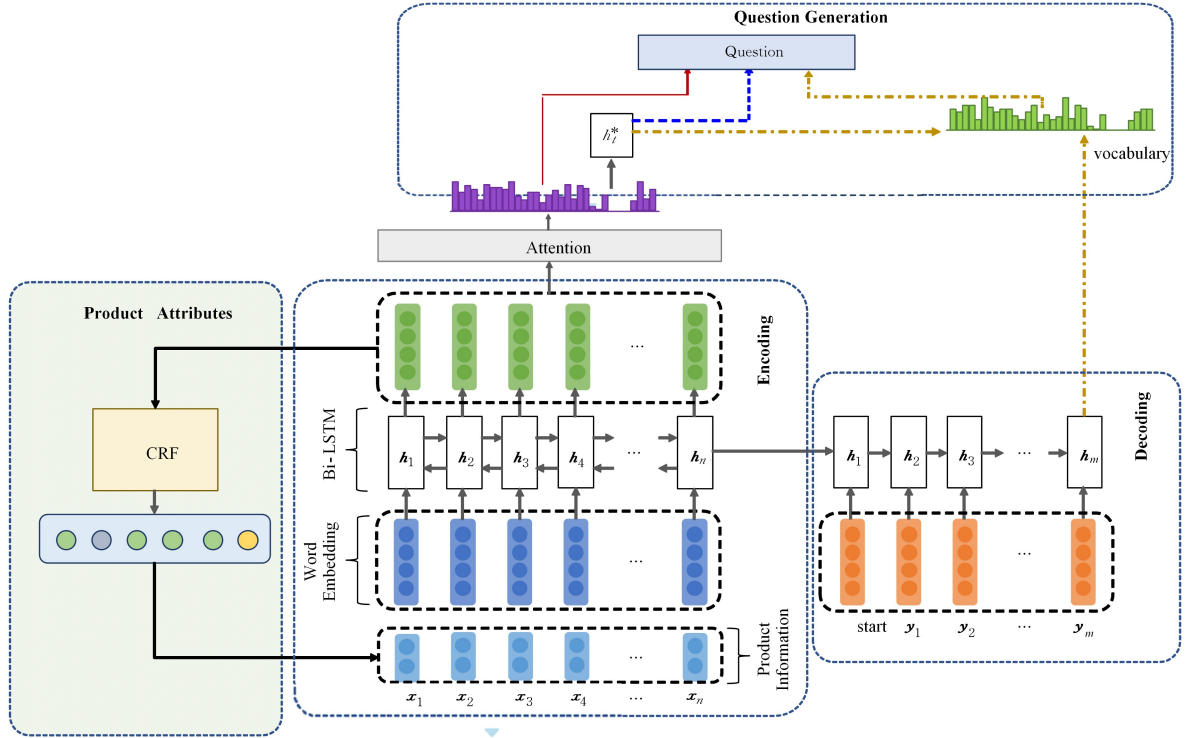 Question Generation
Question
h*t
vocabulary
Attention
Product Attributes
CRF
Encoding
Bi-LSTM
h1 h2 h3 h4 ... hn
Word Embedding
...
...
Product Information
...
x1 x2 x3 x4 ... xn
Decoding
h1 h2 h3 ... hm
...
start y1 y2 ... ym